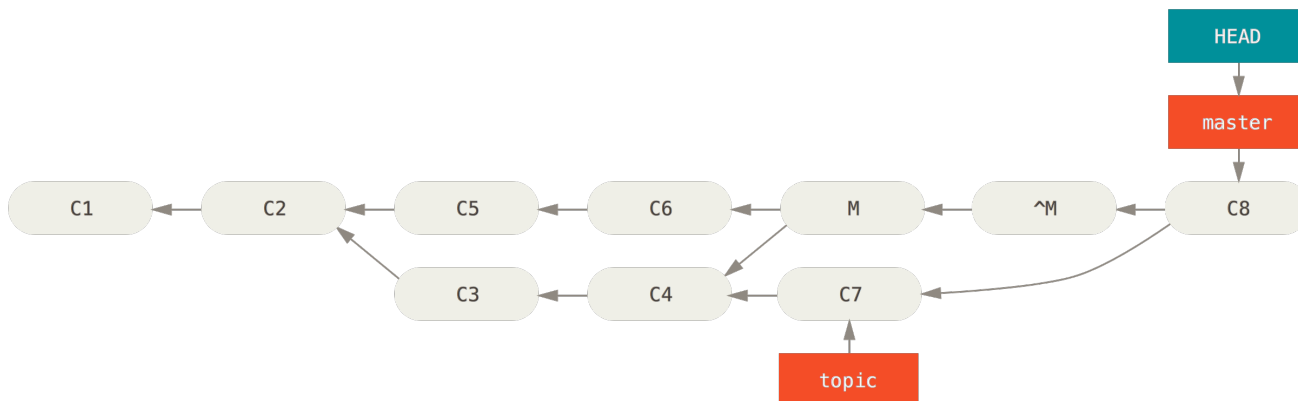 HEAD
master
C1 C2 C5 C6 M ^M C8
C3 C4 C7
topic